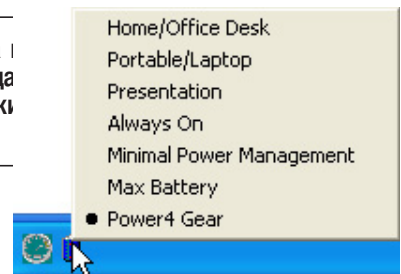 Home/Office Desk
Portable/Laptop
Presentation
Always On
Minimal Power Management
Max Battery
Power4 Gear